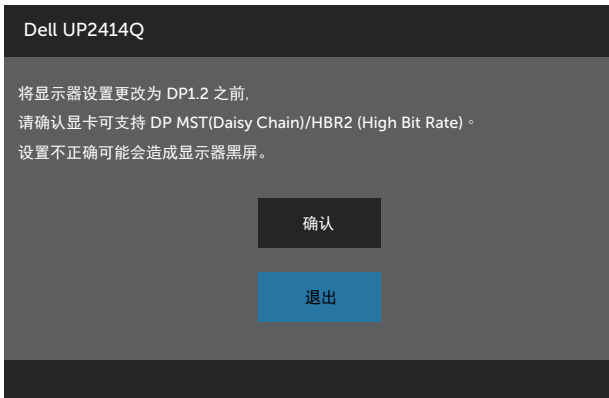 Dell UP2414Q
将显示器设置更改为 DP1.2 之前,
请确认显卡可支持 DP MST(Daisy Chain)/HBR2 (High Bit Rate)。
设置不正确可能会造成显示器黑屏。
确认
退出